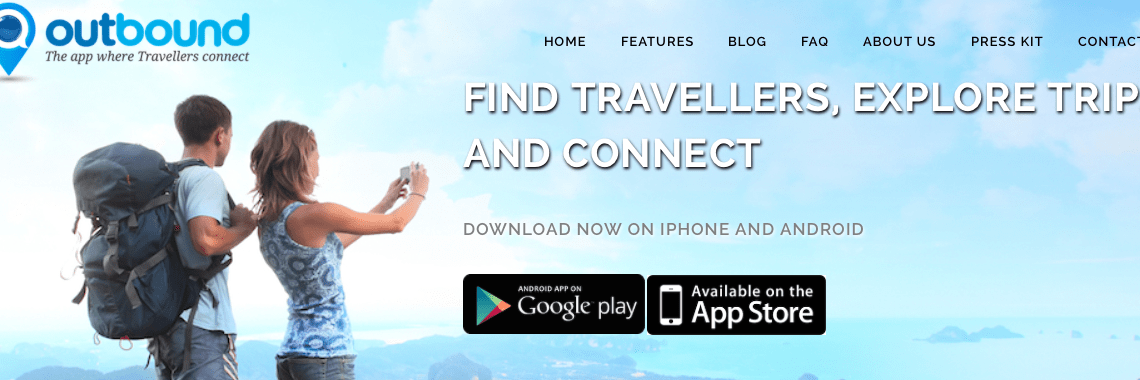 outbound
The app where Travellers connect
HOME FEATURES BLOG FAQ ABOUT US PRESS KIT CONTACT
FIND TRAVELLERS, EXPLORE TRIP
AND CONNECT
DOWNLOAD NOW ON IPHONE AND ANDROID
ANDROID APP ON
Google play
Available on the
App Store